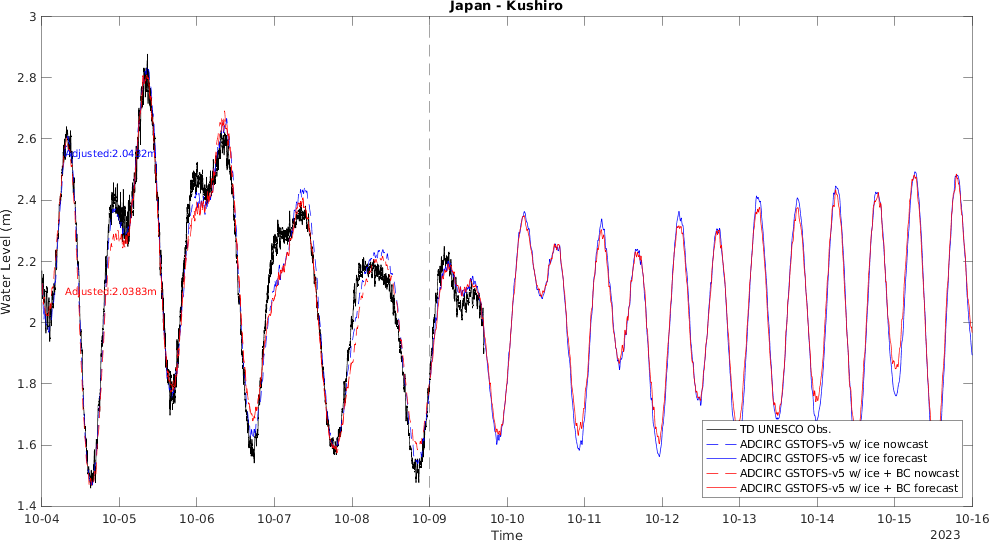 Japan - Kushiro
Water Level (m)
3
2.8
2.6
2.4
2.2
2
1.8
1.6
1.4
Adjusted:2.0462m
Adjusted:2.0383m
TD UNESCO Obs.
ADCIRC GSTOFS-v5 w/ ice nowcast
ADCIRC GSTOFS-v5 w/ ice forecast
ADCIRC GSTOFS-v5 w/ ice + BC nowcast
ADCIRC GSTOFS-v5 w/ ice + BC forecast
10-04 10-05 10-06 10-07 10-08 10-09 10-10 10-11 10-12 10-13 10-14 10-15 10-16
Time
2023